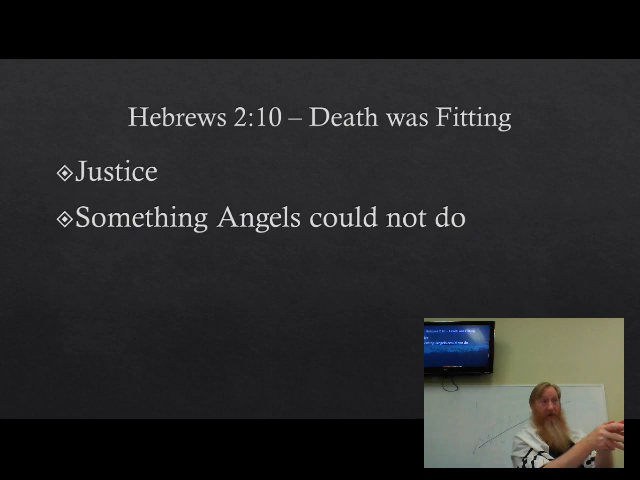 Hebrews 2:10 – Death was Fitting
Justice
Something Angels could not do